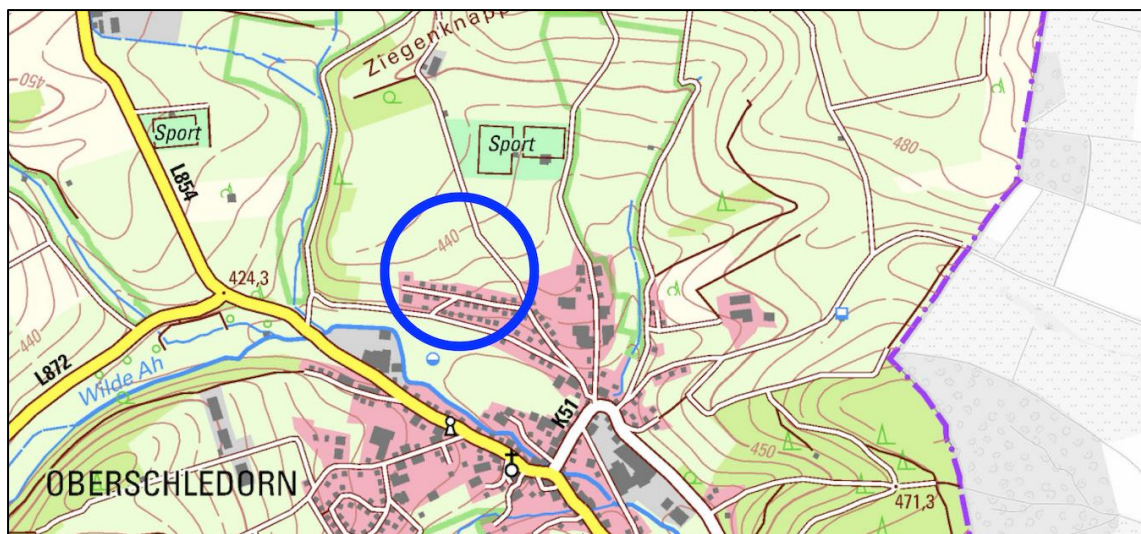 Ziegenknapp
450
Sport
Sport
L854
480
440
424,3
440
L872
Wilde Ah
K51
450
OBERSCHLEDORN
471,3